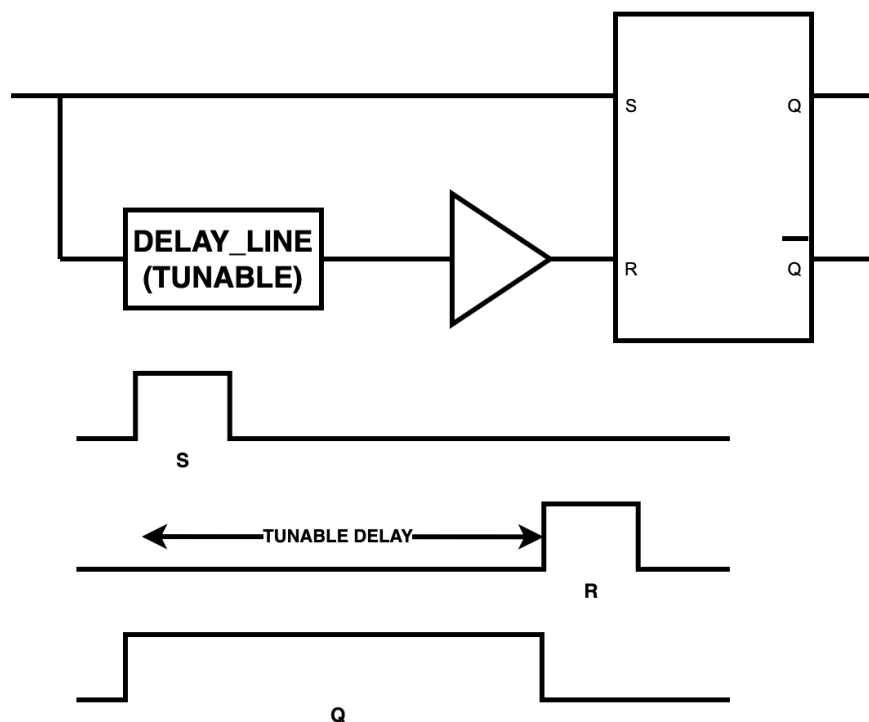 S
Q
DELAY_LINE
(TUNABLE)
R
Q
S
TUNABLE DELAY
R
Q